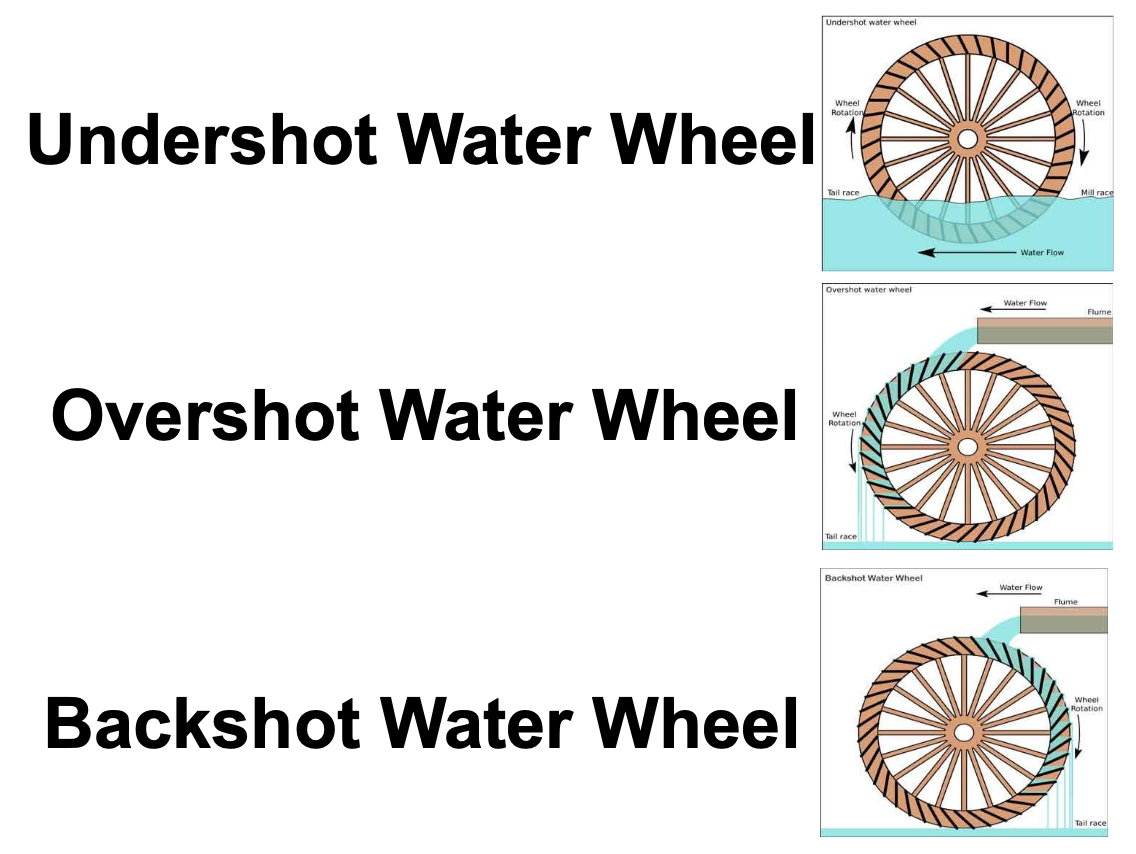 Undershot water wheel
Undershot Water Wheel
Wheel
Rotation
Wheel
Rotation
Tail race
Mill race
Water Flow
Overshot water wheel
Water Flow
Flume
Overshot Water Wheel
Wheel
Rotation
Tail race
Backshot Water Wheel
Water Flow
Flume
Backshot Water Wheel
Wheel
Rotation
Tail race